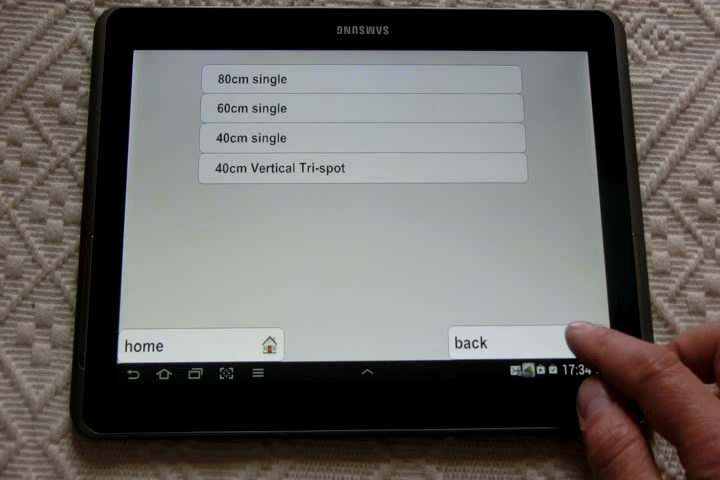 SAMSUNG
80cm single
60cm single
40cm single
40cm Vertical Tri-spot
home
back
17:34